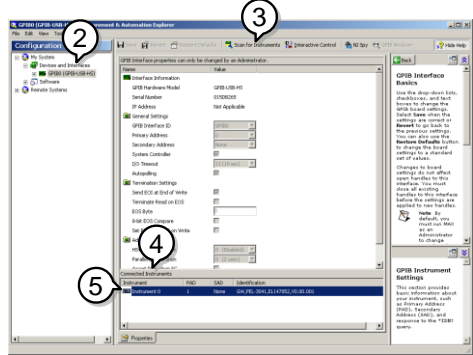 GPIB0 (GPIB-USB-HS) - Measurement & Automation Explorer
File Edit View Tools
3
2
Configuration
My System
Devices and Interfaces
GPIB0 (GPIB-USB-HS)
Software
Remote Systems
Save Revert Restore Defaults Scan for Instruments Interactive Control NI Spy GPIB Analyzer Hide Help
GPIB Interface properties can only be changed by an Administrator.
Name Value
Interface Information
GPIB Hardware Model GPIB-USB-HS
Serial Number 015DB265
IP Address Not Applicable
General Settings
GPIB Interface ID GPIB0
Primary Address 0
Secondary Address None
System Controller
I/O Timeout
Autopolling
Termination Settings
Send EOI at End of Write
Terminate Read on EOS
EOS Byte
8-bit EOS Compare
on Write
4
Connected Instruments
5
Instrument PAD SAD Identification
Instrument 0 1 None
Properties
Back
GPIB Interface
Basics
Use the drop-down lists,
checkboxes, and text
boxes to change the
GPIB board settings.
Select Save when the
settings are correct or
Revert to go back to
the previous settings.
You can also use the
Restore Defaults button
to change the board
settings to a standard
set of values.
Changes to board
settings do not affect
open handles to this
interface. You must
close all existing
handles to this interface
before the settings are
applied to new handles.
Note By
default, you
must run MAX
as an
Administrator
to change
GPIB Instrument
Settings
This section provides
basic information about
your instrument, such
as Primary Address
(PAD), Secondary
Address (SAD), and
response to the *IDN?
query.